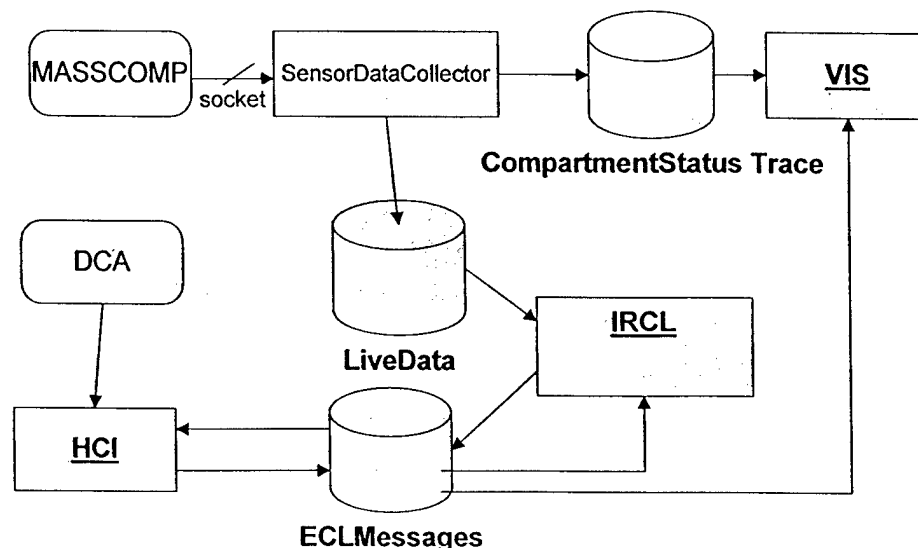 MASSCOMP
socket
SensorDataCollector
VIS
CompartmentStatus Trace
DCA
IRCL
LiveData
HCI
ECLMessages